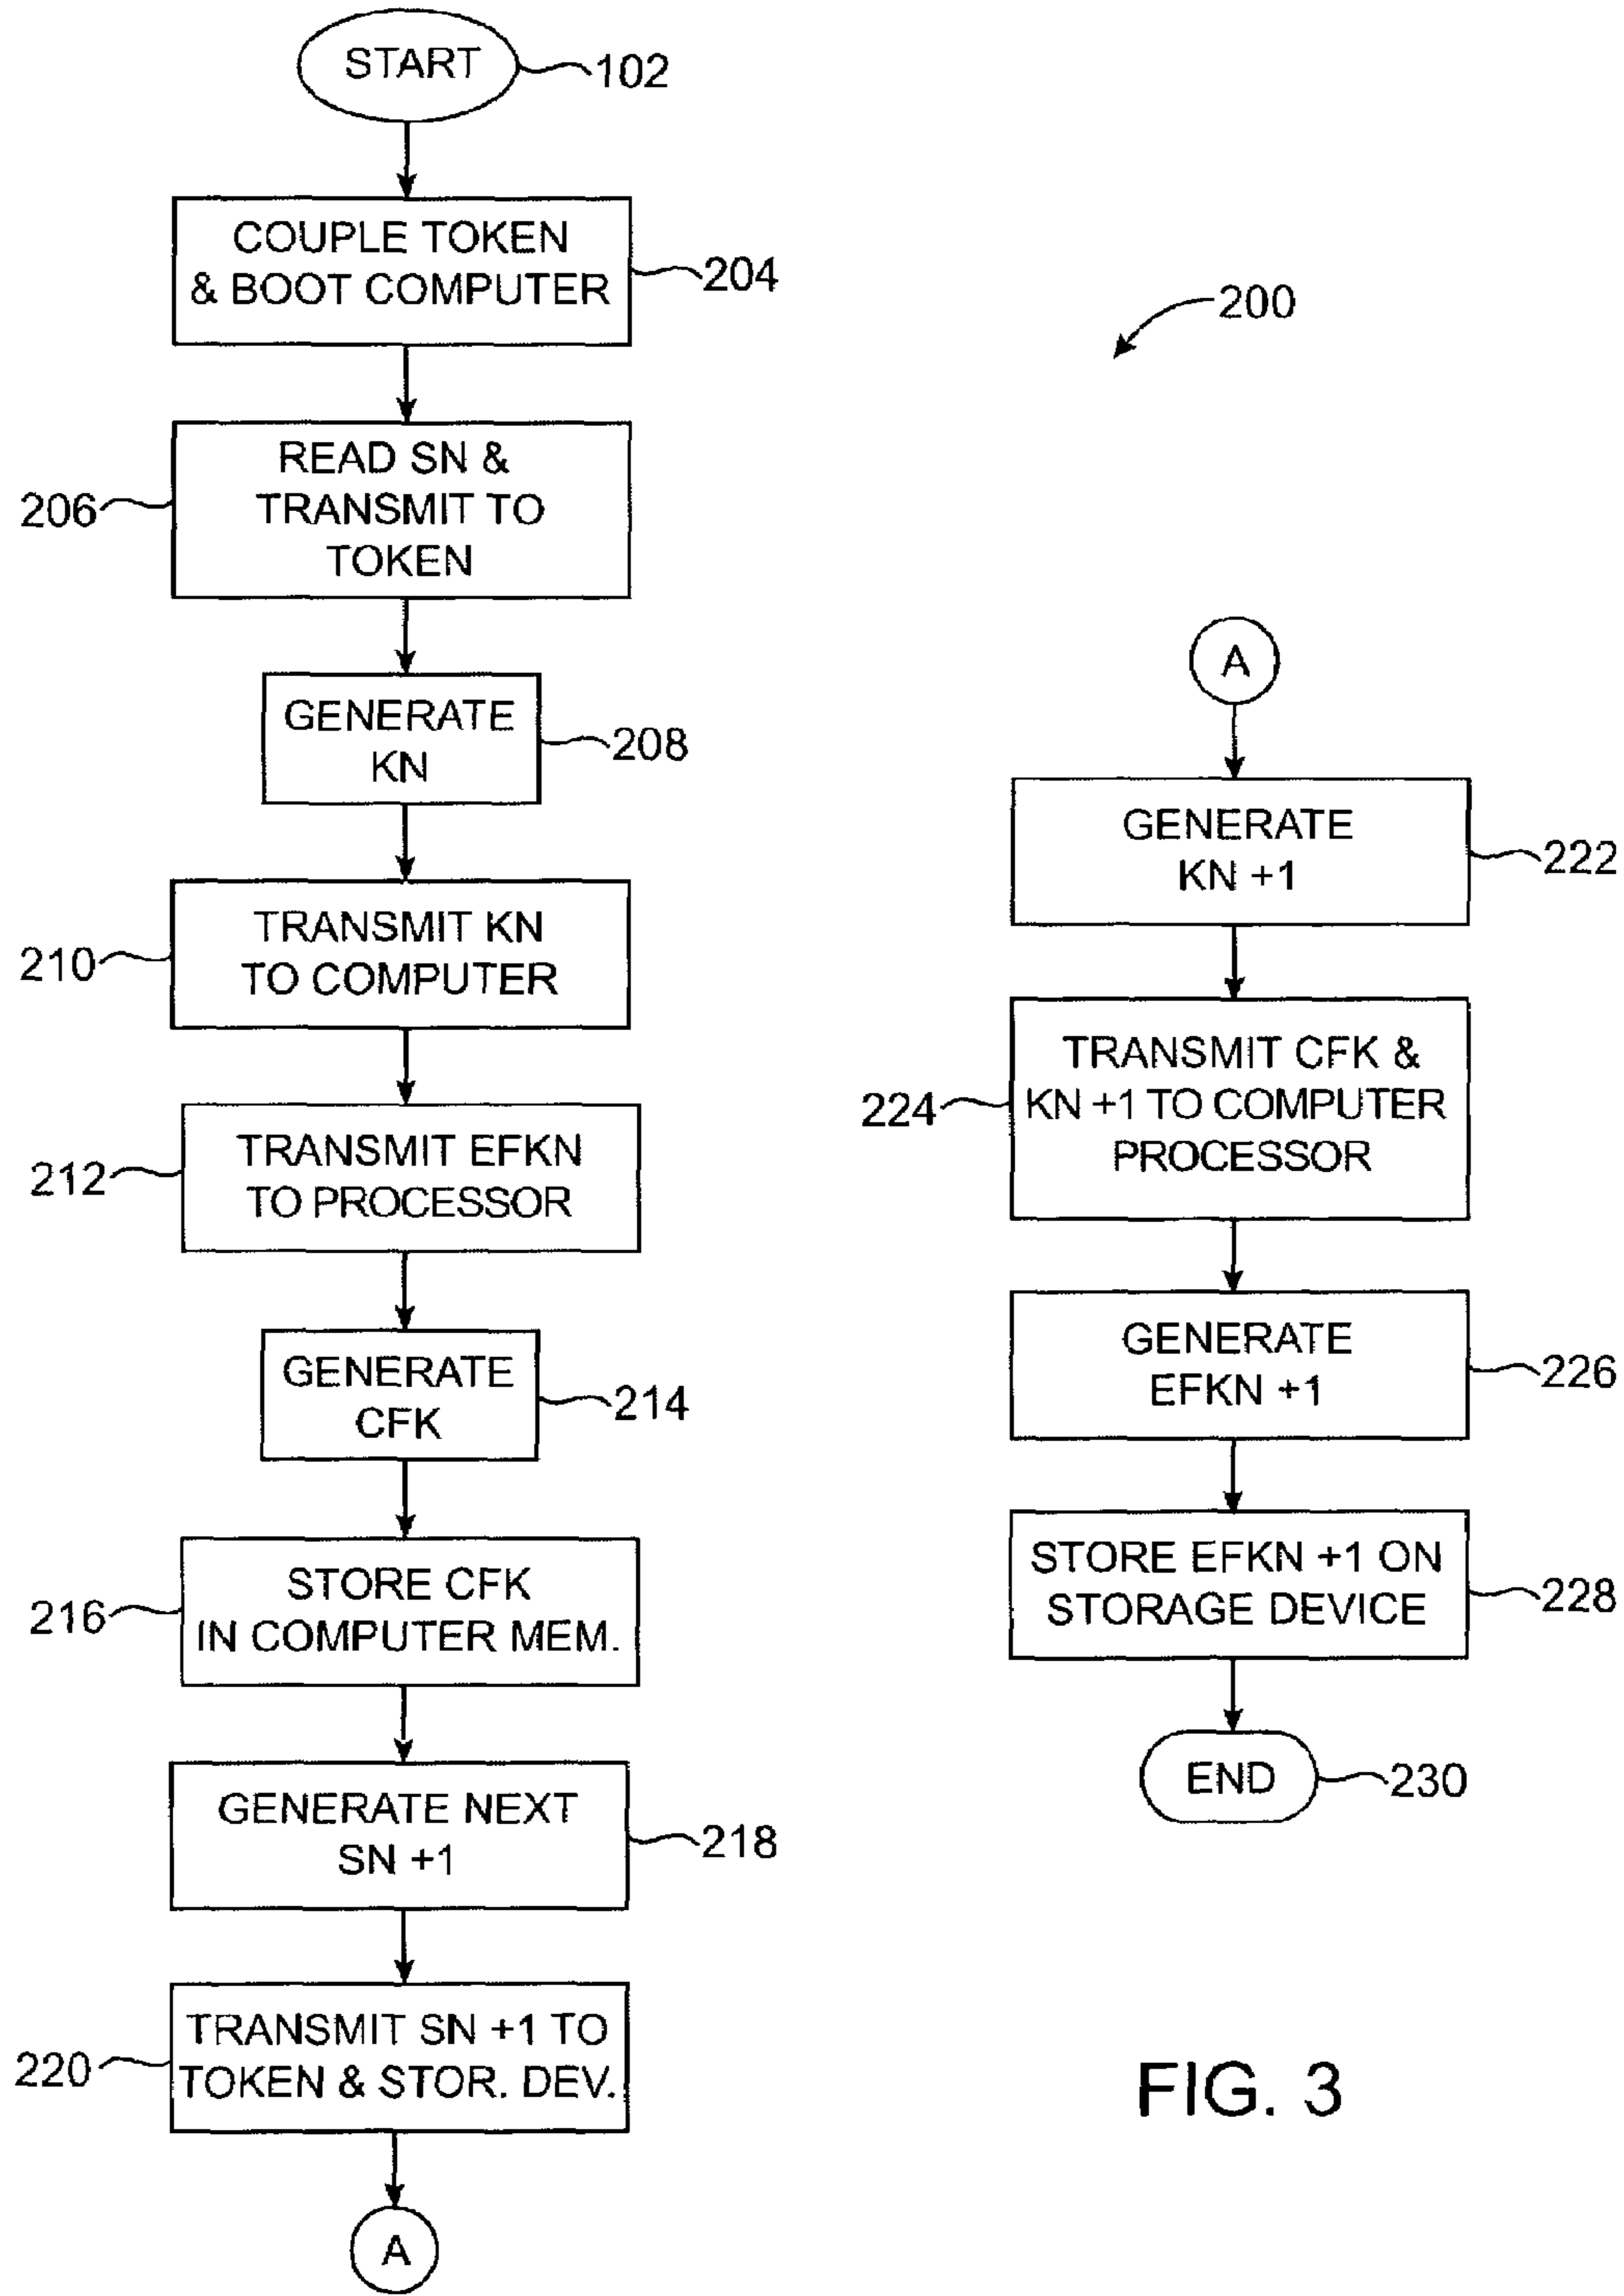 START
102
COUPLE TOKEN
& BOOT COMPUTER
204
READ SN &
TRANSMIT TO
TOKEN
206
GENERATE
KN
208
TRANSMIT KN
TO COMPUTER
210
TRANSMIT EFKN
TO PROCESSOR
212
GENERATE
CFK
214
STORE CFK
IN COMPUTER MEM.
216
GENERATE NEXT
SN +1
218
TRANSMIT SN +1 TO
TOKEN & STOR. DEV.
220
A
200
A
GENERATE
KN +1
222
TRANSMIT CFK &
KN +1 TO COMPUTER
PROCESSOR
224
GENERATE
EFKN +1
226
STORE EFKN +1 ON
STORAGE DEVICE
228
END
230
FIG. 3